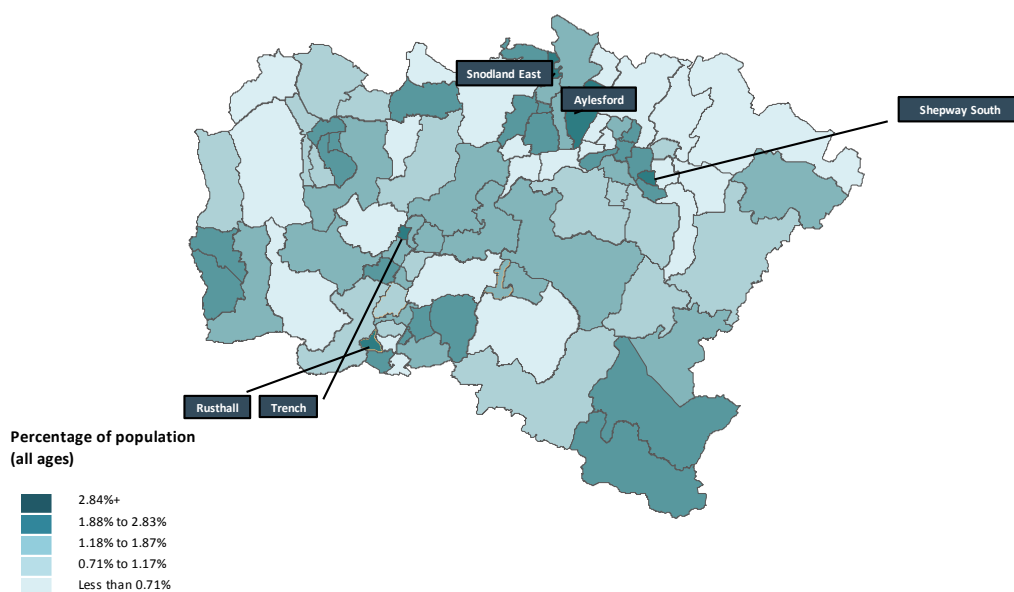 Snodland East
Aylesford
Shepway South
Rusthall
Trench
Percentage of population
(all ages)
2.84%+
1.88% to 2.83%
1.18% to 1.87%
0.71% to 1.17%
Less than 0.71%